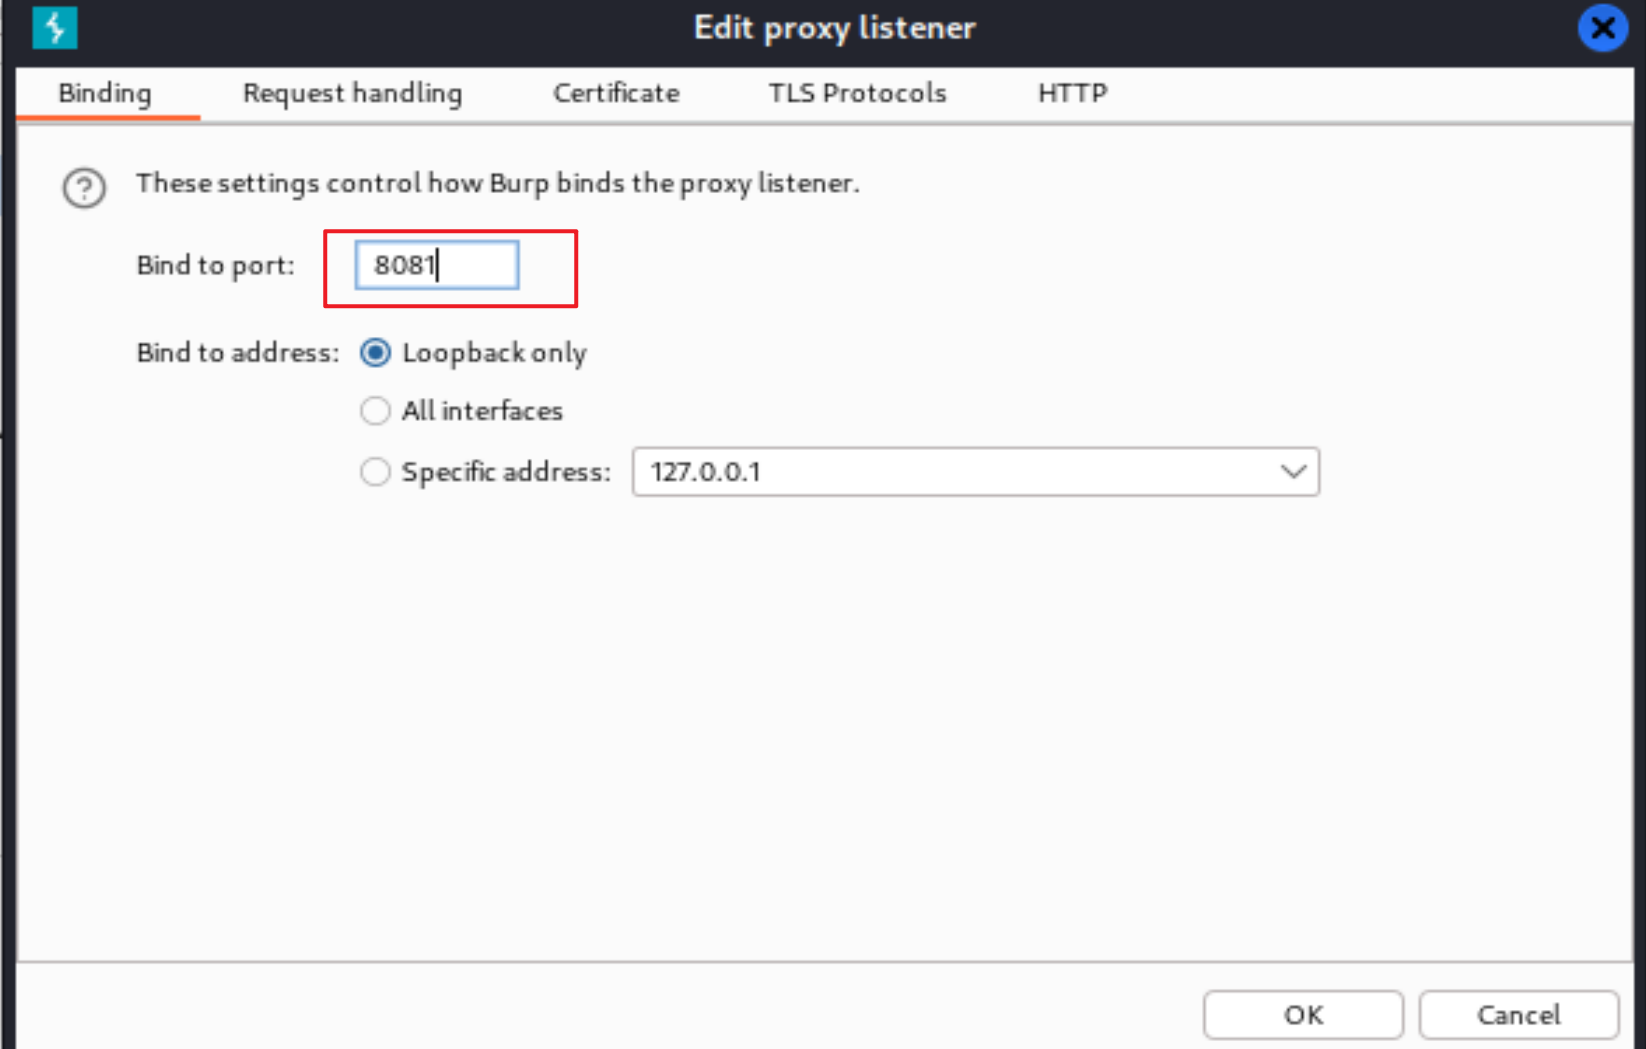 Edit proxy listener
Binding Request handling Certificate TLS Protocols HTTP
These settings control how Burp binds the proxy listener.
Bind to port: 8081
Bind to address: Loopback only
All interfaces
Specific address: 127.0.0.1
OK Cancel